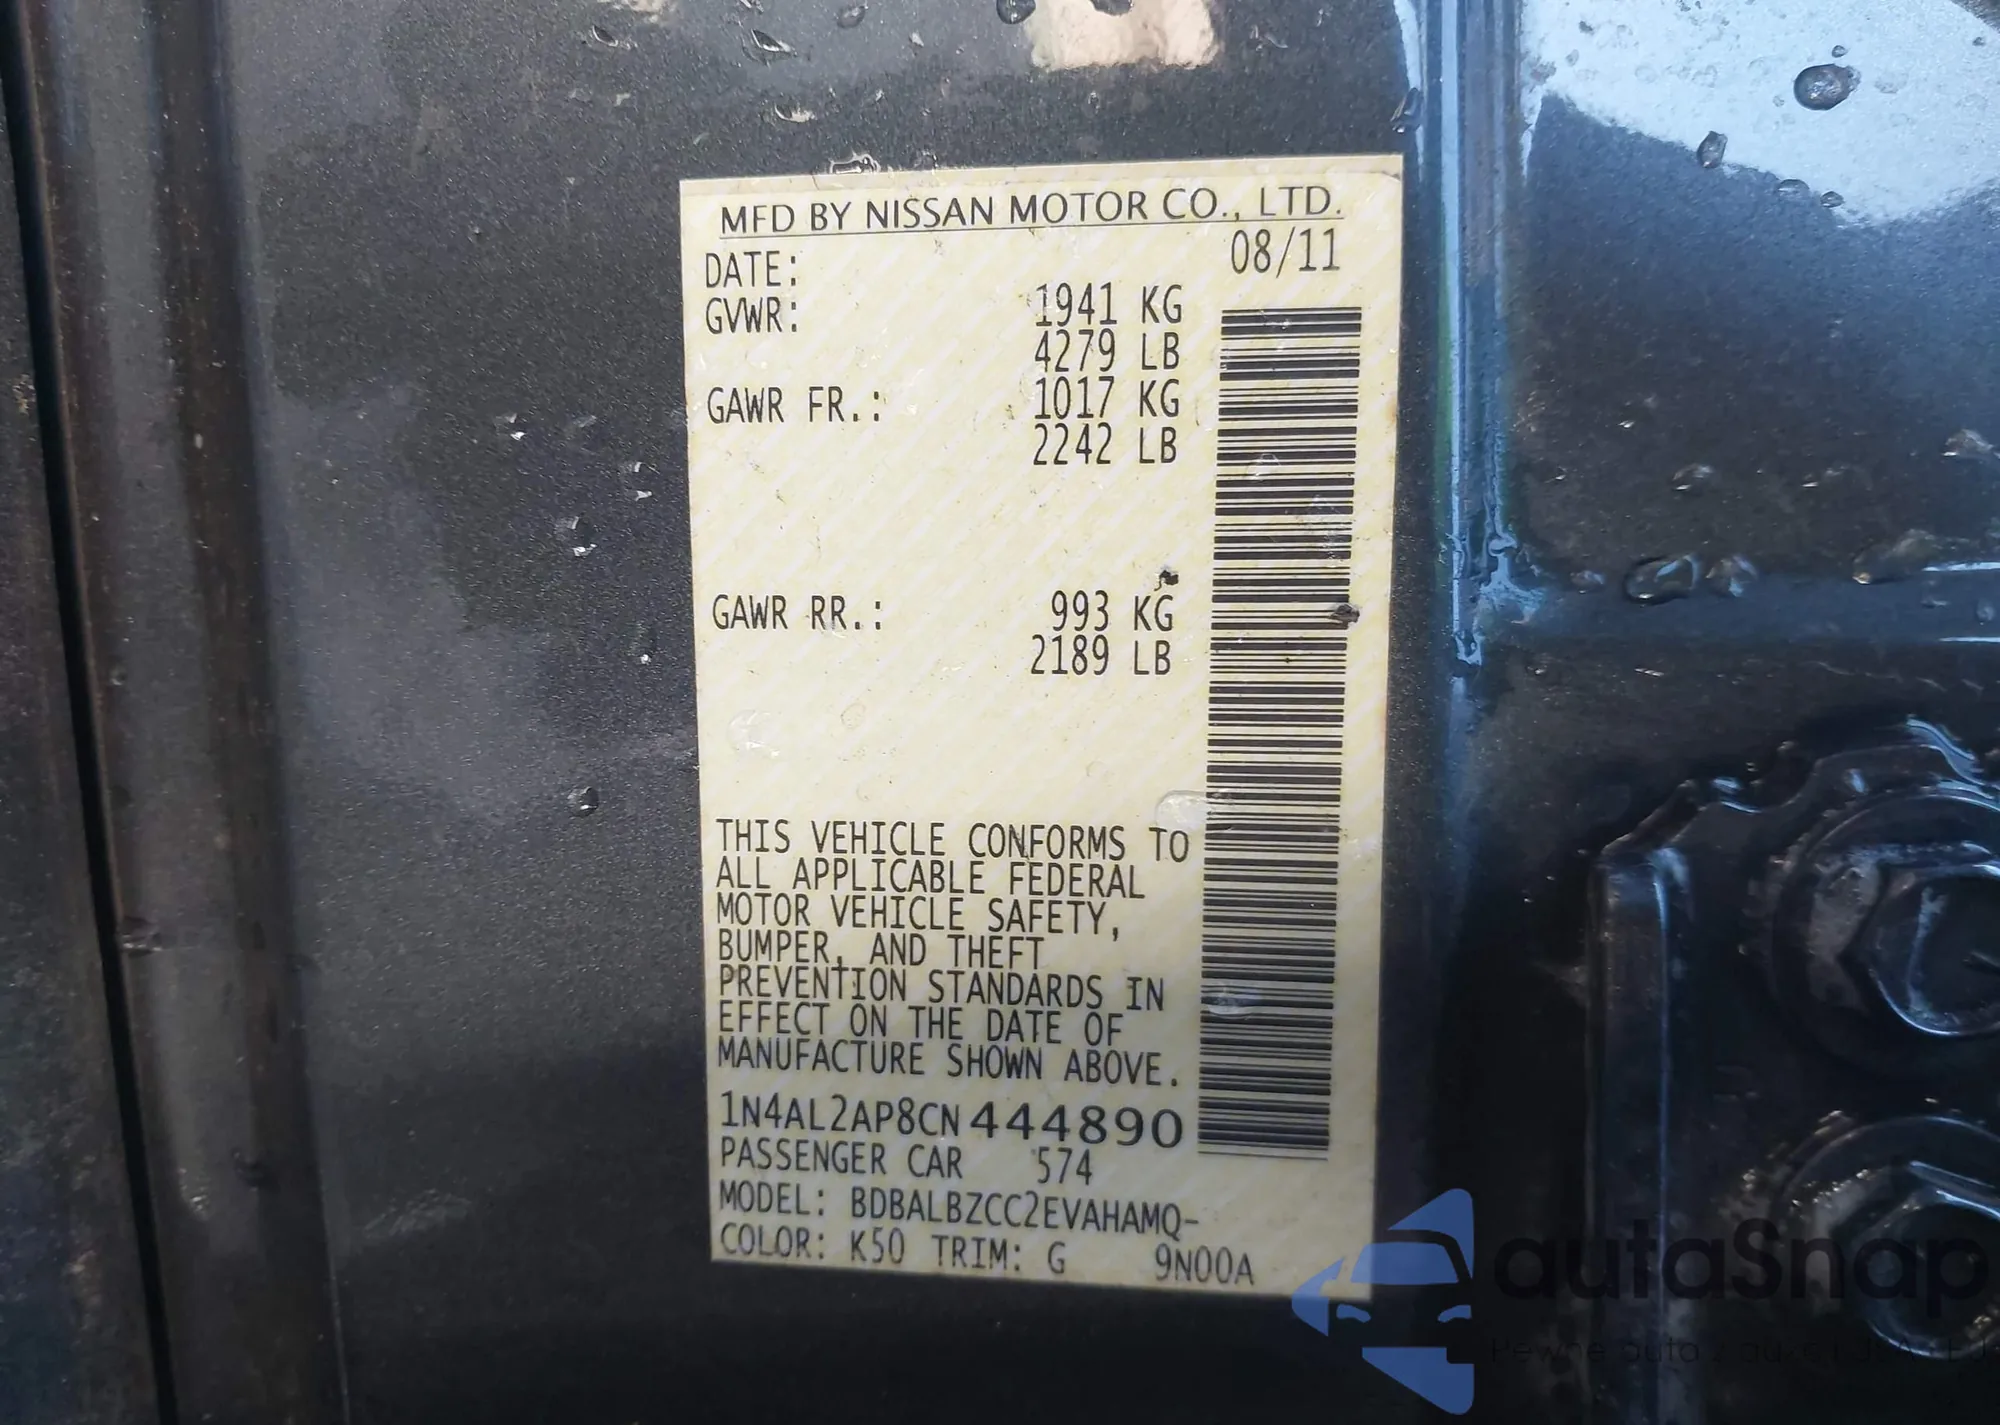 MFD BY NISSAN MOTOR CO., LTD.
DATE: 08/11
GVWR: 1941 KG
4279 LB
GAWR FR.: 1017 KG
2242 LB
GAWR RR.: 993 KG
2189 LB
THIS VEHICLE CONFORMS TO
ALL APPLICABLE FEDERAL
MOTOR VEHICLE SAFETY,
BUMPER, AND THEFT
PREVENTION STANDARDS IN
EFFECT ON THE DATE OF
MANUFACTURE SHOWN ABOVE.
1N4AL2AP8CN444890
PASSENGER CAR 574
MODEL: BDBALBZCC2EVAHAMQ-
COLOR: K50 TRIM: G 9N00A
autaSnap
Pewne auta z